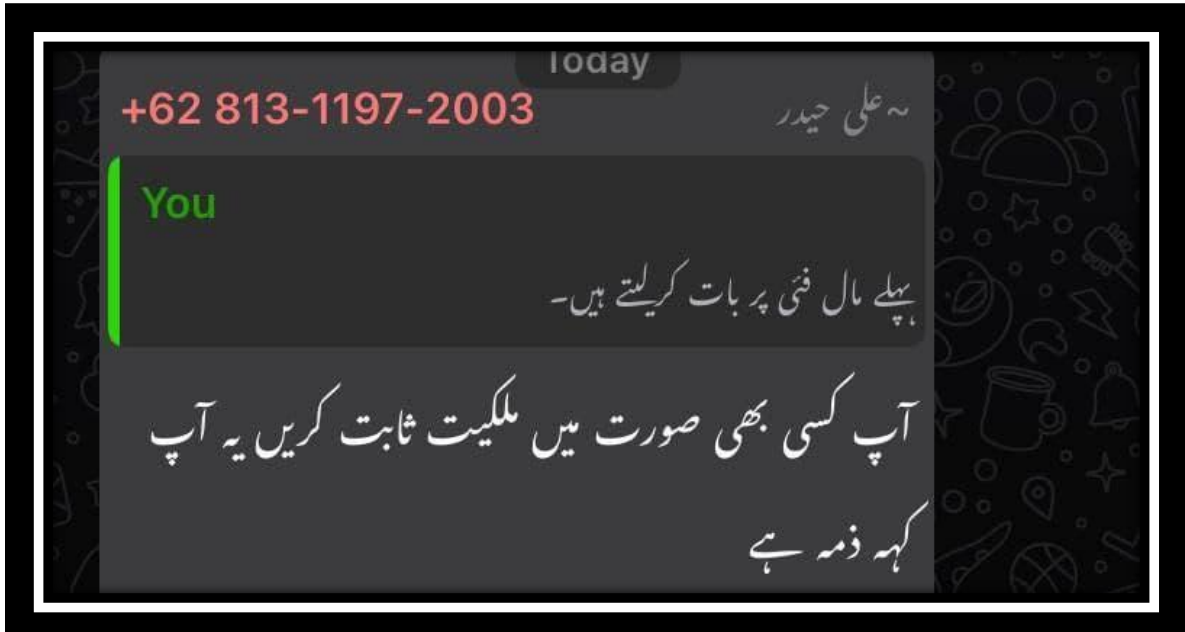 Today
+62 813-1197-2003 ~علی حیدر
You
پہلے مال فئی پر بات کرلیتے ہیں۔
آپ کسی بھی صورت میں ملکیت ثابت کریں یہ آپ
کہہ ذمہ ہے